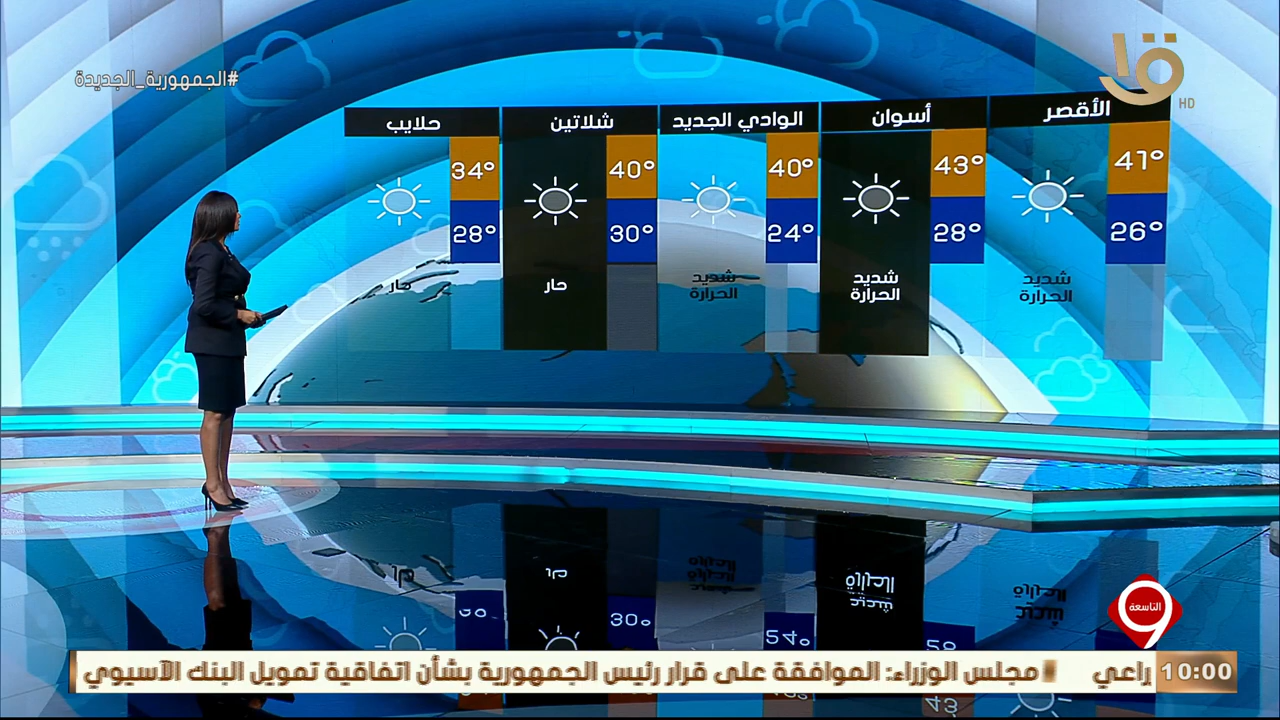 #الجمهورية_الجديدة
HD
الأقصر
41°
26°
شديد
الحرارة
أسوان
43°
28°
شديد
الحرارة
الوادي الجديد
40°
24°
شديد
الحرارة
شلاتين
40°
30°
حار
حلايب
34°
28°
حار
التاسعة
9
10:00
راعي
مجلس الوزراء: الموافقة على قرار رئيس الجمهورية بشأن اتفاقية تمويل البنك الآسيوي